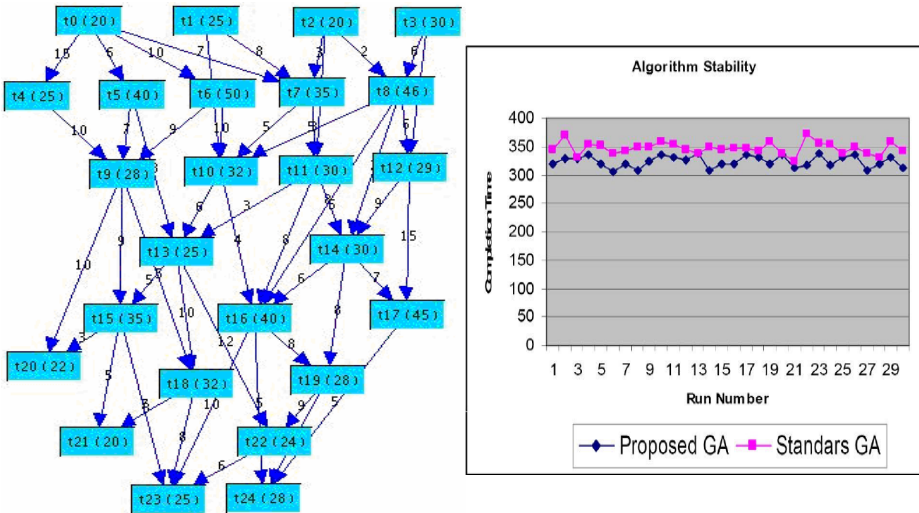 t0(20) t1(25) t2(20) t3(30)
15 6 10 7 8 3 2 6
t4(25) t5(40) t6(50) t7(35) t8(46)
10 7 9 10 5 6
t9(28) t10(32) t11(30) t12(29)
6 3 9 15
t13(25) t14(30)
10 9 5 10 4 8 6 7 8
t15(35) t16(40) t17(45)
3 12 8
t20(22) t18(32) t19(28)
5 3 10 5 9 5
t21(20) t22(24)
8 6
t23(25) t24(28)
Algorithm Stability
Completion Time
400
350
300
250
200
150
100
50
0
1 3 5 7 9 11 13 15 17 19 21 23 25 27 29
Run Number
Proposed GA Standars GA